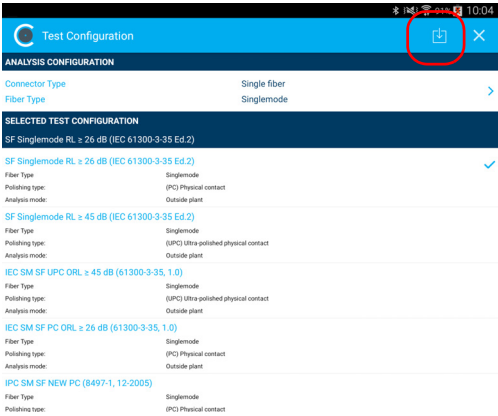 91% 10:04
Test Configuration
ANALYSIS CONFIGURATION
Connector Type Single fiber
Fiber Type Singlemode
SELECTED TEST CONFIGURATION
SF Singlemode RL ≥ 26 dB (IEC 61300-3-35 Ed.2)
SF Singlemode RL ≥ 26 dB (IEC 61300-3-35 Ed.2)
Fiber Type Singlemode
Polishing type: (PC) Physical contact
Analysis mode: Outside plant
SF Singlemode RL ≥ 45 dB (IEC 61300-3-35 Ed.2)
Fiber Type Singlemode
Polishing type: (UPC) Ultra-polished physical contact
Analysis mode: Outside plant
IEC SM SF UPC ORL ≥ 45 dB (61300-3-35, 1.0)
Fiber Type Singlemode
Polishing type: (UPC) Ultra-polished physical contact
Analysis mode: Outside plant
IEC SM SF PC ORL ≥ 26 dB (61300-3-35, 1.0)
Fiber Type Singlemode
Polishing type: (PC) Physical contact
Analysis mode: Outside plant
IPC SM SF NEW PC (8497-1, 12-2005)
Fiber Type Singlemode
Polishing type: (PC) Physical contact